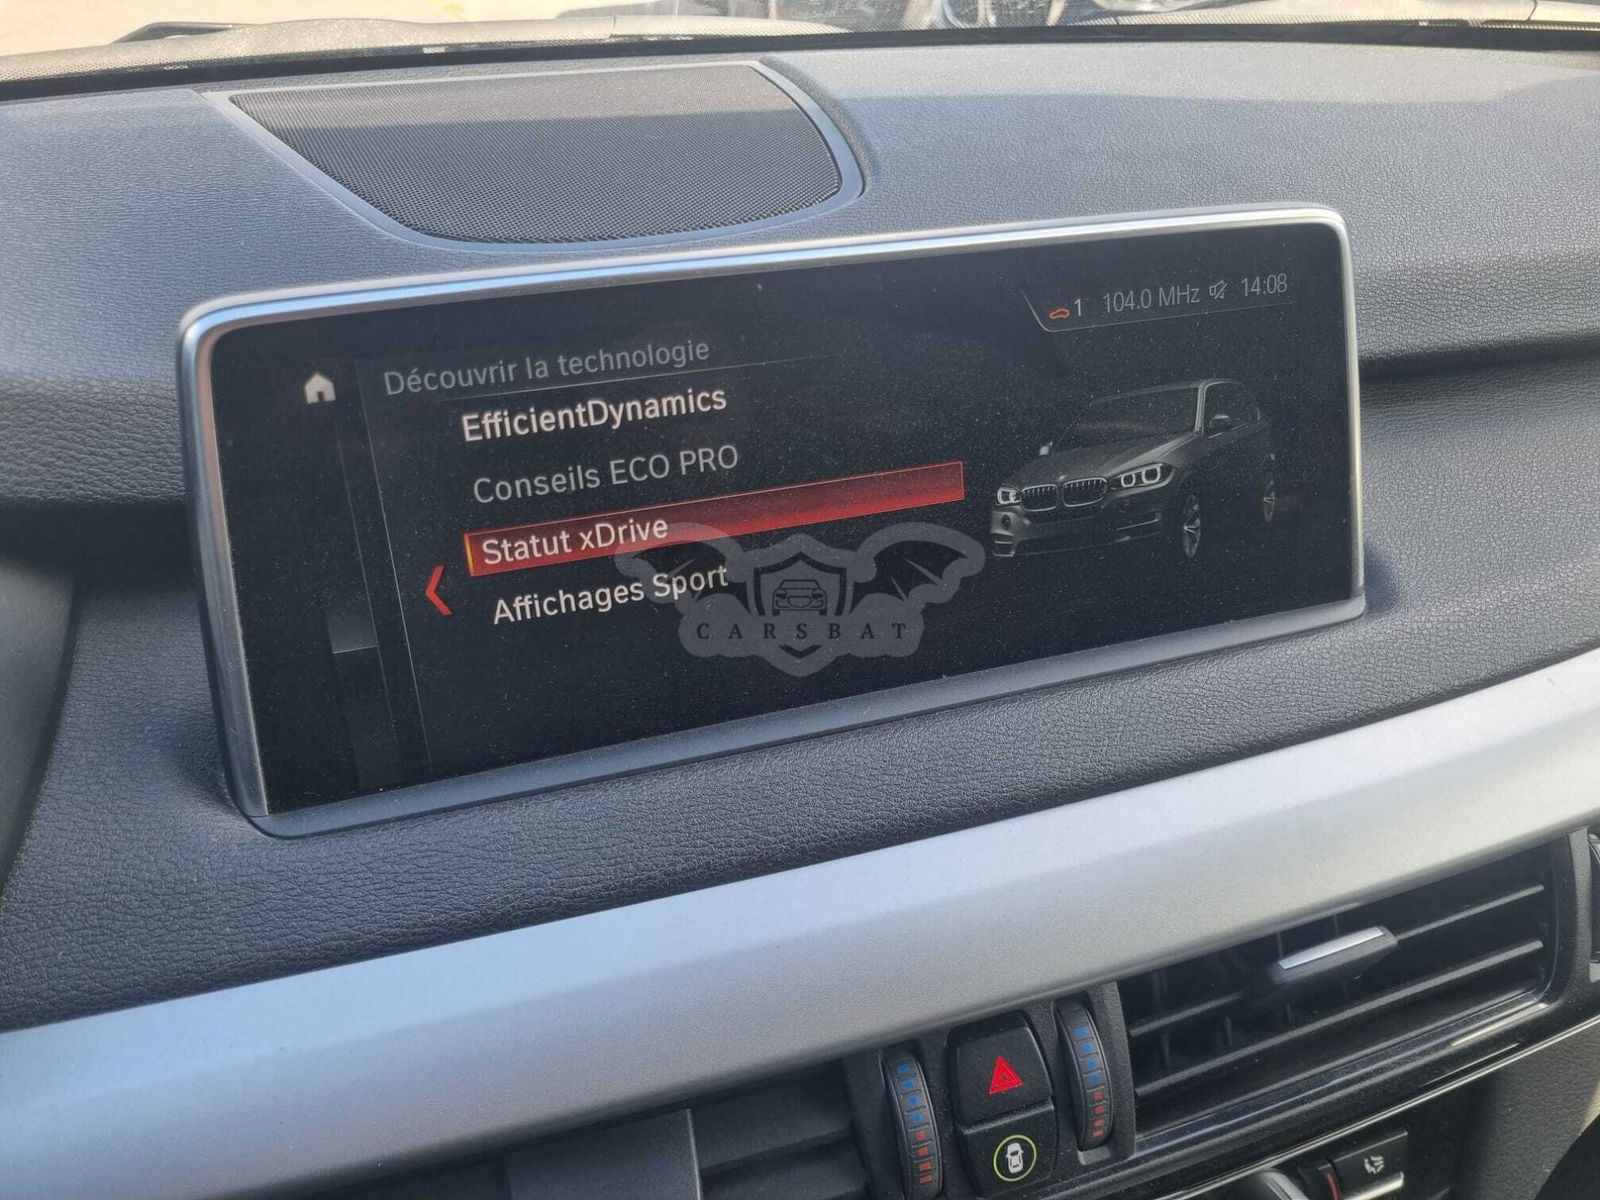 1 104.0 MHz 14:08
Découvrir la technologie
EfficientDynamics
Conseils ECO PRO
Statut xDrive
Affichages Sport
CARSBAT